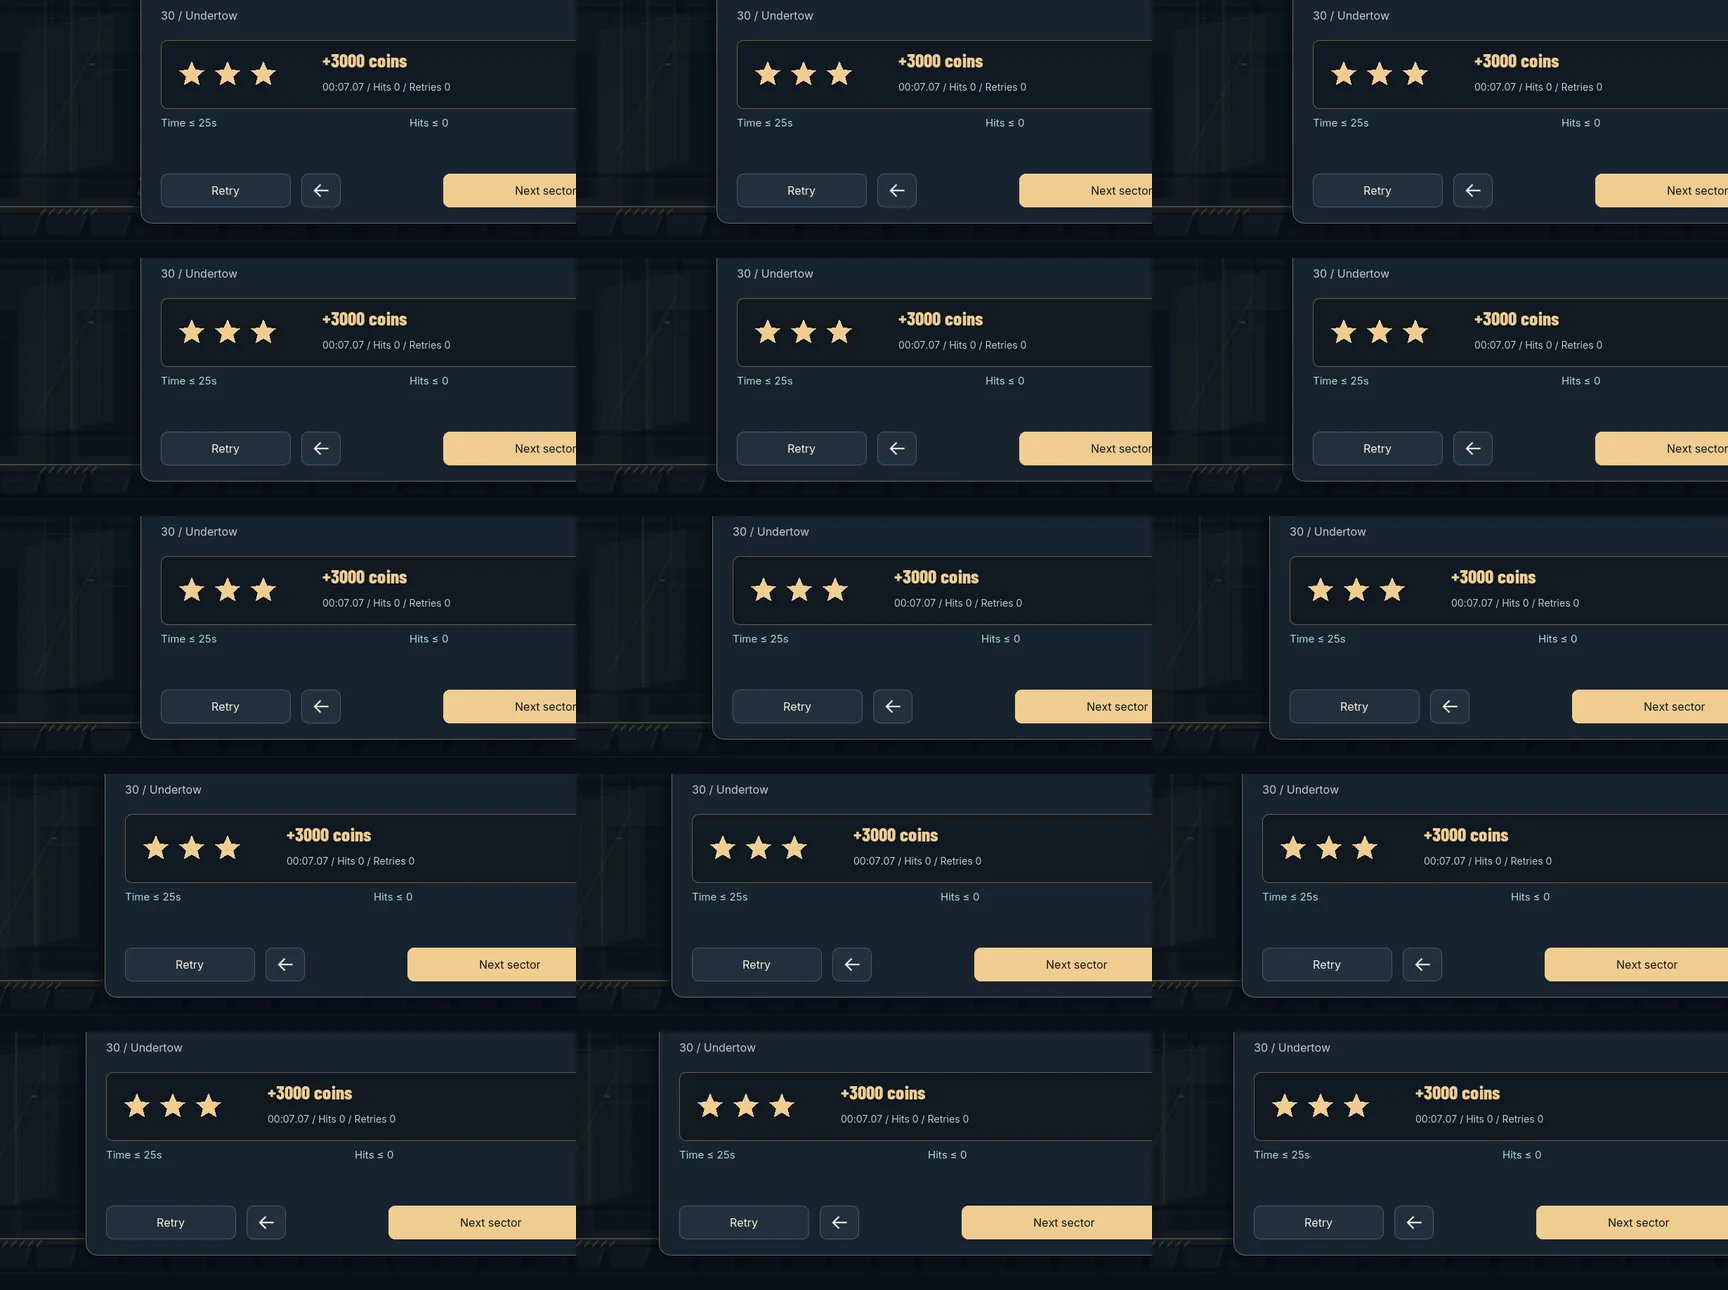 30 / Undertow
+3000 coins
00:07.07 / Hits 0 / Retries 0
Time ≤ 25s
Hits ≤ 0
Retry
Next sector
30 / Undertow
+3000 coins
00:07.07 / Hits 0 / Retries 0
Time ≤ 25s
Hits ≤ 0
Retry
Next sector
30 / Undertow
+3000 coins
00:07.07 / Hits 0 / Retries 0
Time ≤ 25s
Hits ≤ 0
Retry
Next sector
30 / Undertow
+3000 coins
00:07.07 / Hits 0 / Retries 0
Time ≤ 25s
Hits ≤ 0
Retry
Next sector
30 / Undertow
+3000 coins
00:07.07 / Hits 0 / Retries 0
Time ≤ 25s
Hits ≤ 0
Retry
Next sector
30 / Undertow
+3000 coins
00:07.07 / Hits 0 / Retries 0
Time ≤ 25s
Hits ≤ 0
Retry
Next sector
30 / Undertow
+3000 coins
00:07.07 / Hits 0 / Retries 0
Time ≤ 25s
Hits ≤ 0
Retry
Next sector
30 / Undertow
+3000 coins
00:07.07 / Hits 0 / Retries 0
Time ≤ 25s
Hits ≤ 0
Retry
Next sector
30 / Undertow
+3000 coins
00:07.07 / Hits 0 / Retries 0
Time ≤ 25s
Hits ≤ 0
Retry
Next sector
30 / Undertow
+3000 coins
00:07.07 / Hits 0 / Retries 0
Time ≤ 25s
Hits ≤ 0
Retry
Next sector
30 / Undertow
+3000 coins
00:07.07 / Hits 0 / Retries 0
Time ≤ 25s
Hits ≤ 0
Retry
Next sector
30 / Undertow
+3000 coins
00:07.07 / Hits 0 / Retries 0
Time ≤ 25s
Hits ≤ 0
Retry
Next sector
30 / Undertow
+3000 coins
00:07.07 / Hits 0 / Retries 0
Time ≤ 25s
Hits ≤ 0
Retry
Next sector
30 / Undertow
+3000 coins
00:07.07 / Hits 0 / Retries 0
Time ≤ 25s
Hits ≤ 0
Retry
Next sector
30 / Undertow
+3000 coins
00:07.07 / Hits 0 / Retries 0
Time ≤ 25s
Hits ≤ 0
Retry
Next sector